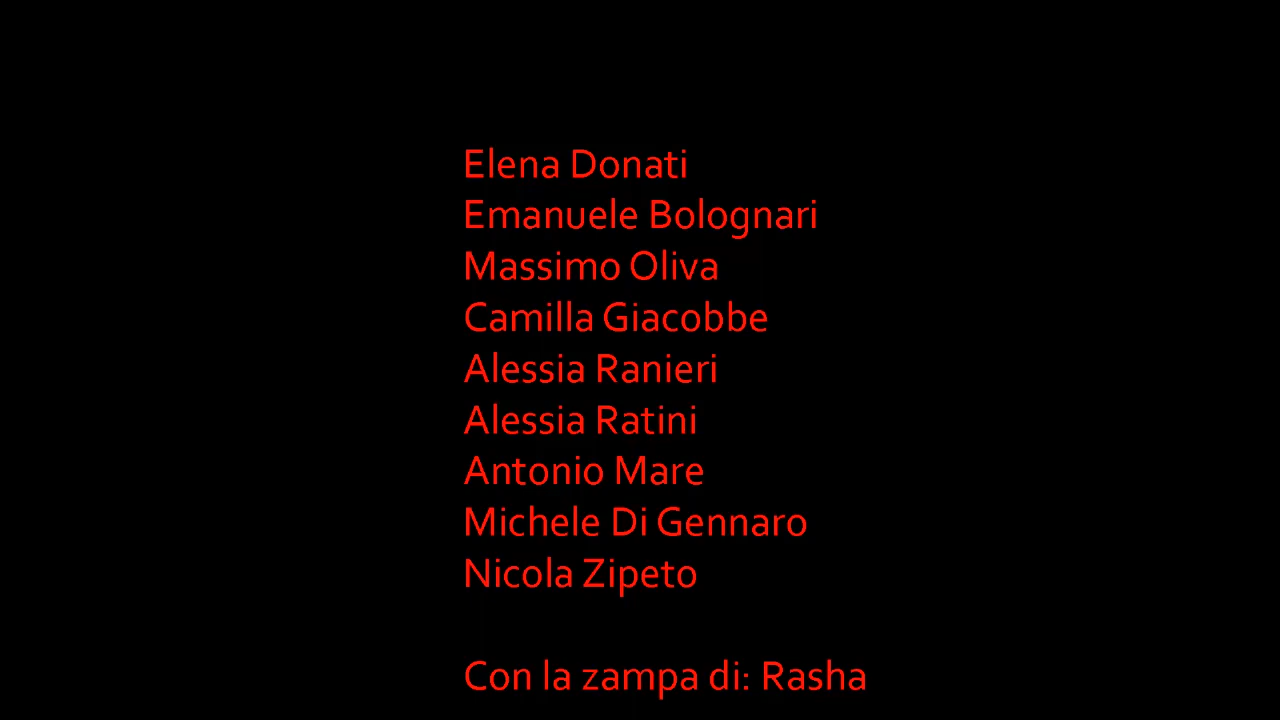 Elena Donati
Emanuele Bolognari
Massimo Oliva
Camilla Giacobbe
Alessia Ranieri
Alessia Ratini
Antonio Mare
Michele Di Gennaro
Nicola Zipeto
Con la zampa di: Rasha